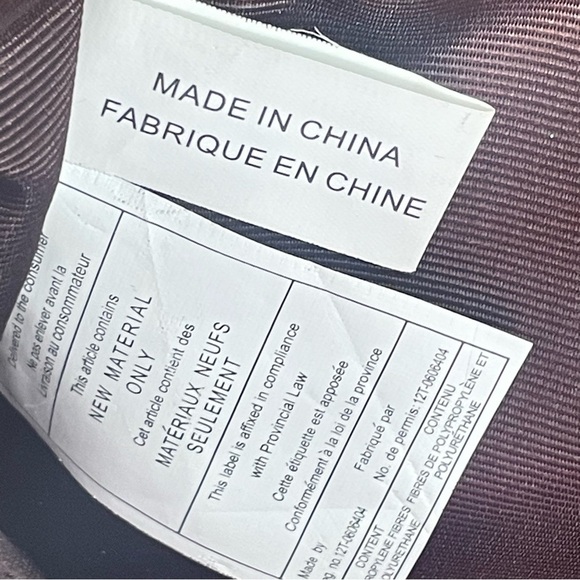 MADE IN CHINA
FABRIQUE EN CHINE
Delivered to the consumer
Ne pas enlever avant la
Livraison au consommateur
This article contains
NEW MATERIAL
ONLY
Cet article contient des
MATÉRIAUX NEUFS
SEULEMENT
This label is affixed in compliance
with Provincial Law
Cette étiquette est apposée
Conformément à la loi de la province
Made by
Fabriqué par
No. de permis:12T-0606404
CONTENT
CONTENU
FIBRES DE POLYPROPYLÈNE ET
POLYURETHANE